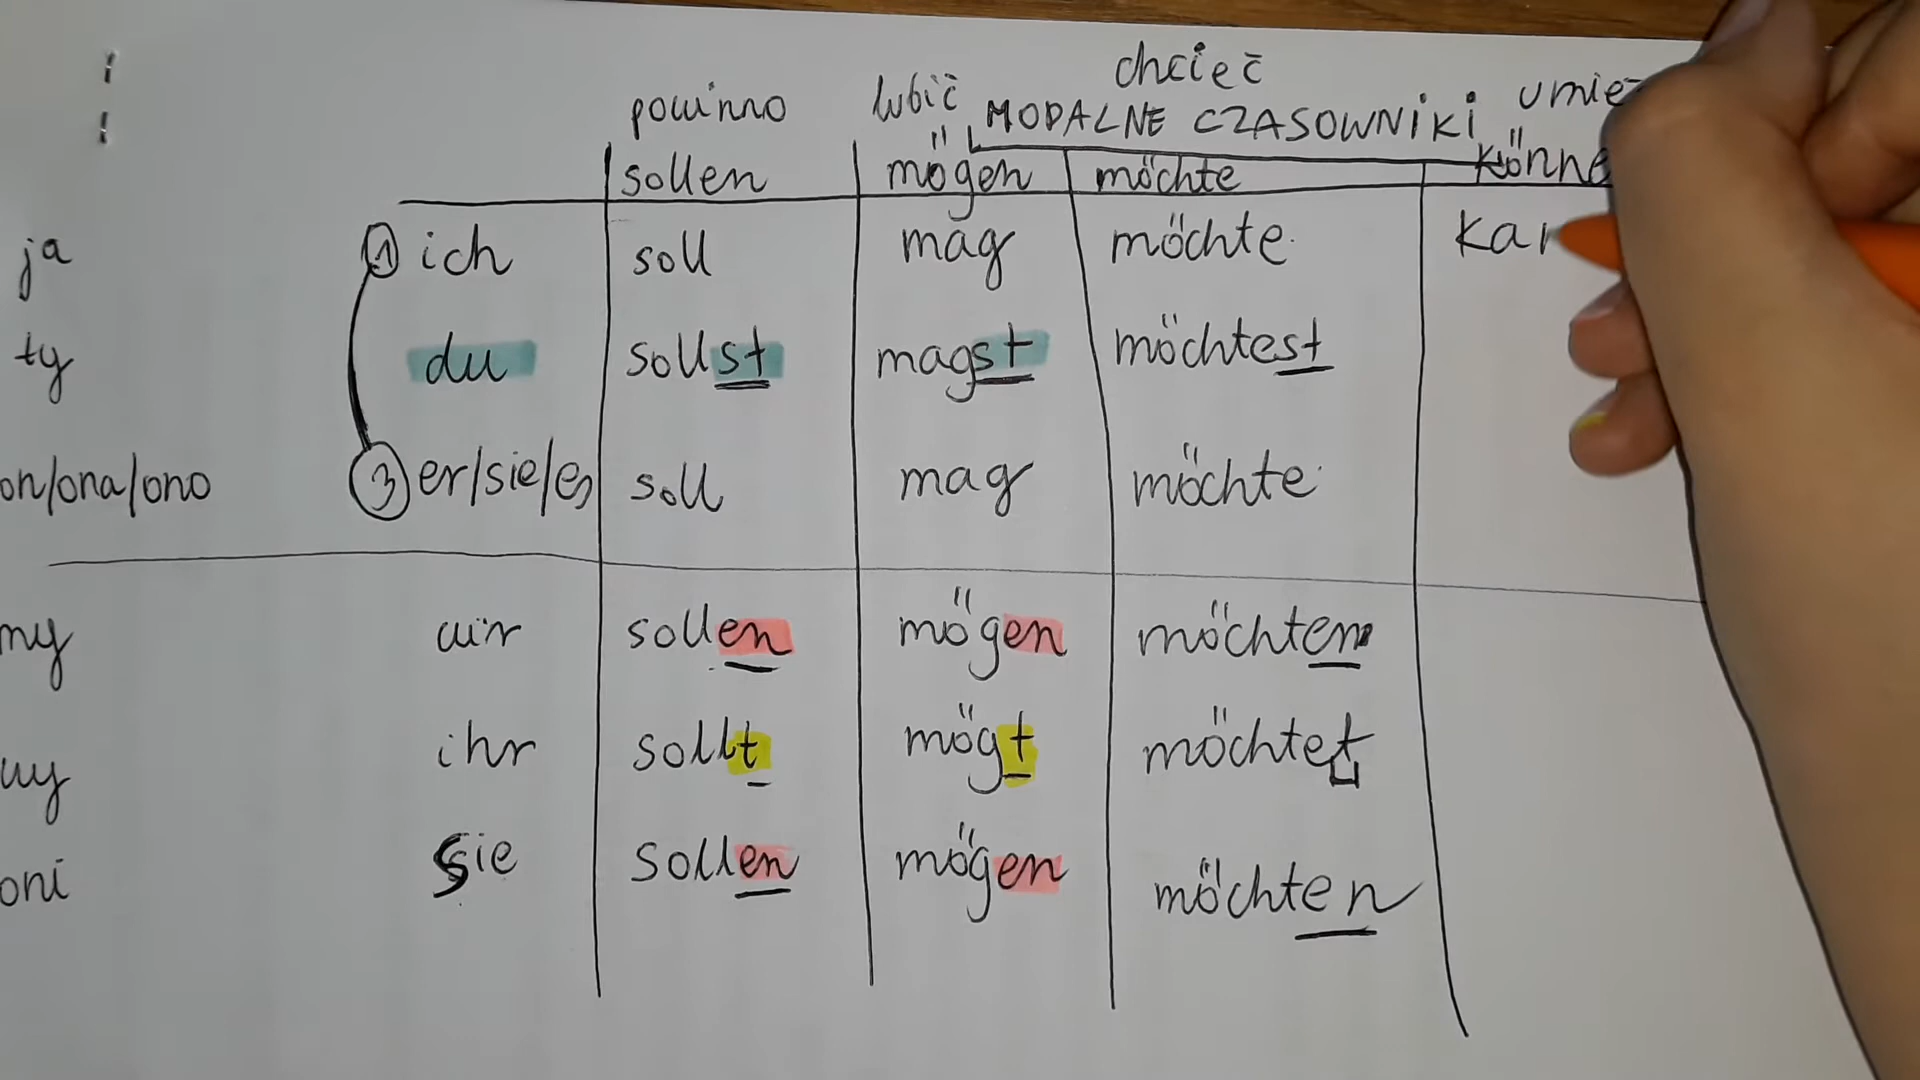 chcieć
powinno lubić MODALNE CZASOWNIKI
sollen mögen möchte
ja 1 ich soll mag möchte
ty du sollst magst möchtest
on/ona/ono 3 er/sie/es soll mag möchte
my wir sollen mögen möchten
wy ihr sollt mögt möchtet
oni Sie sollen mögen möchten